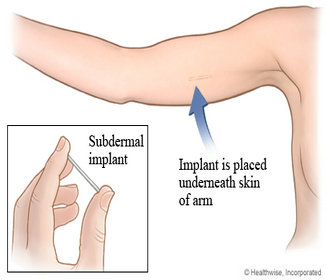 Subdermal
implant
Implant is placed
underneath skin
of arm
© Healthwise, Incorporated